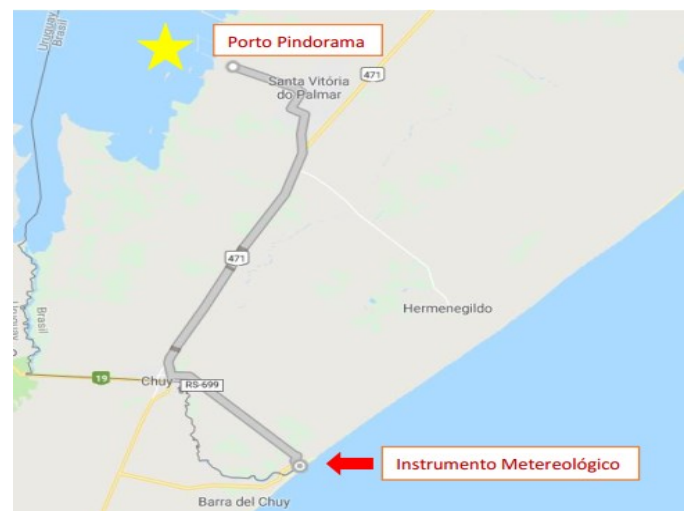 Uruguay
Brasil
Porto Pindorama
471
Santa Vitória
do Palmar
471
Hermenegildo
Brasil
19
Chuy
RS-699
Instrumento Metereológico
Barra del Chuy